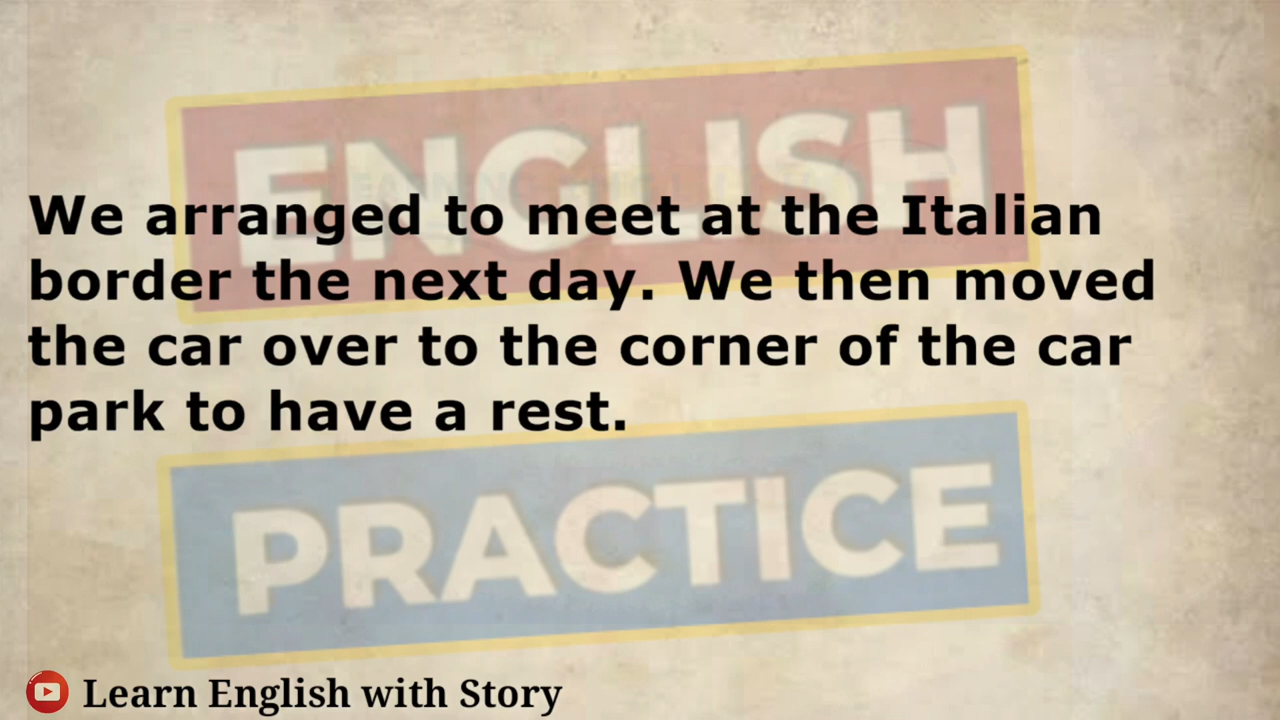 ENGLISH
We arranged to meet at the Italian
border the next day. We then moved
the car over to the corner of the car
park to have a rest.
PRACTICE
Learn English with Story